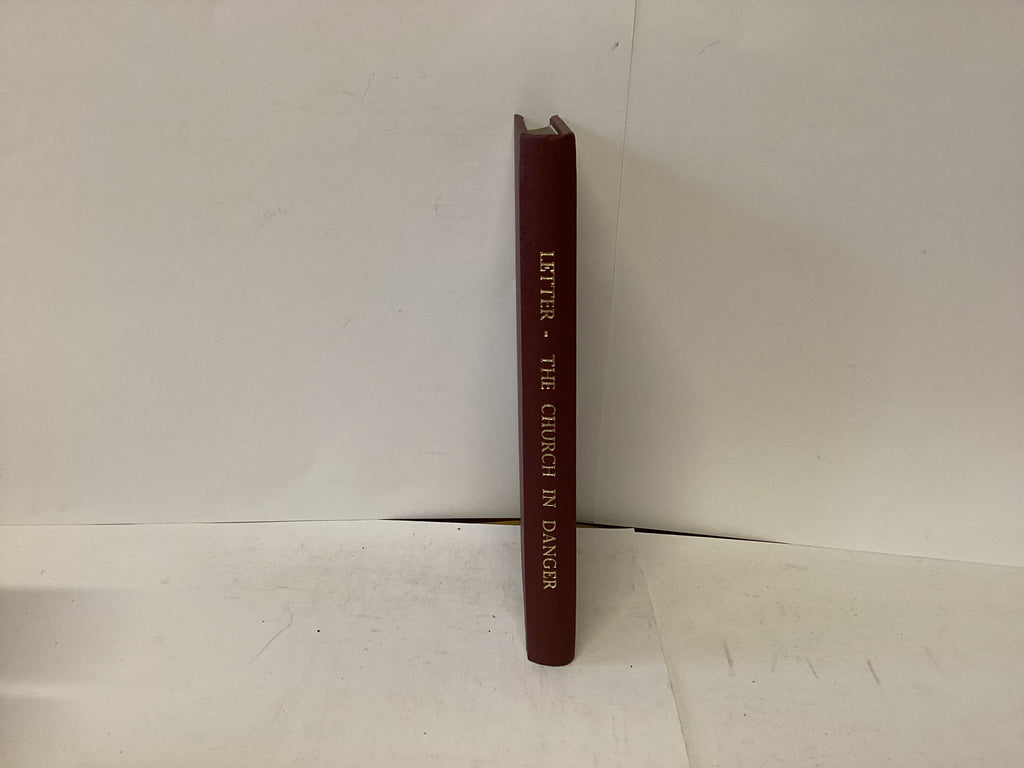 LETTER - THE CHURCH IN DANGER